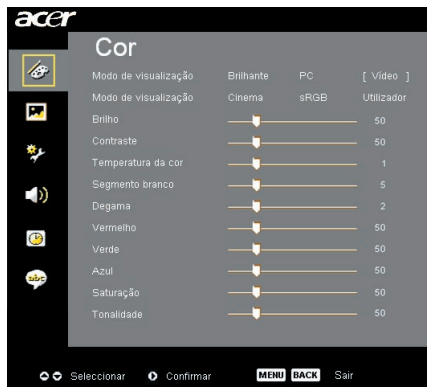 acer
Cor
Modo de visualização Brilhante PC [ Vídeo ]
Modo de visualização Cinema sRGB Utilizador
Brilho 50
Contraste 50
Temperatura da cor 1
Segmento branco 5
Degama 2
Vermelho 50
Verde 50
Azul 50
Saturação 50
Tonalidade 50
abc
Seleccionar Confirmar MENU BACK Sair